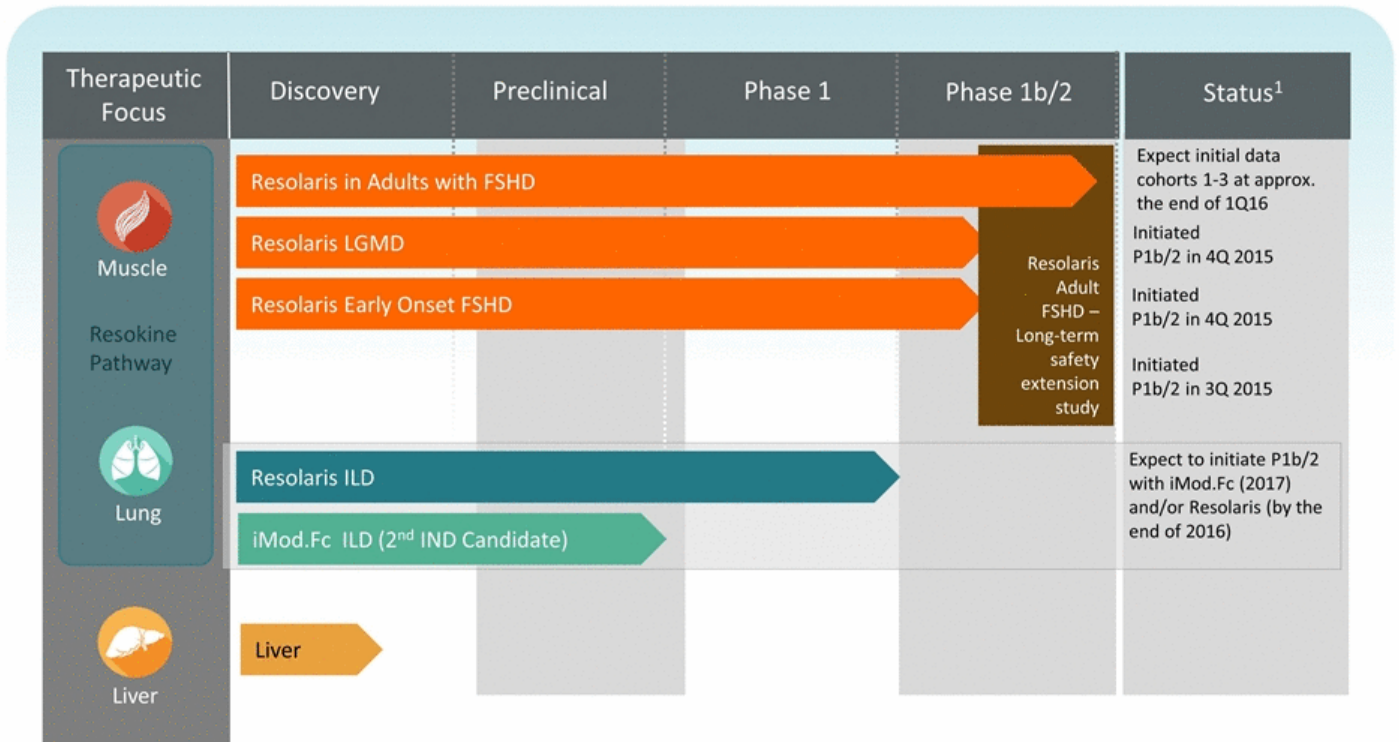 Therapeutic
Focus
Discovery
Preclinical
Phase 1
Phase 1b/2
Status1
Muscle
Resokine
Pathway
Lung
Liver
Resolaris in Adults with FSHD
Resolaris LGMD
Resolaris Early Onset FSHD
Resolaris
Adult
FSHD –
Long-term
safety
extension
study
Expect initial data
cohorts 1-3 at approx.
the end of 1Q16
Initiated
P1b/2 in 4Q 2015
Initiated
P1b/2 in 4Q 2015
Initiated
P1b/2 in 3Q 2015
Resolaris ILD
iMod.Fc ILD (2nd IND Candidate)
Expect to initiate P1b/2
with iMod.Fc (2017)
and/or Resolaris (by the
end of 2016)
Liver